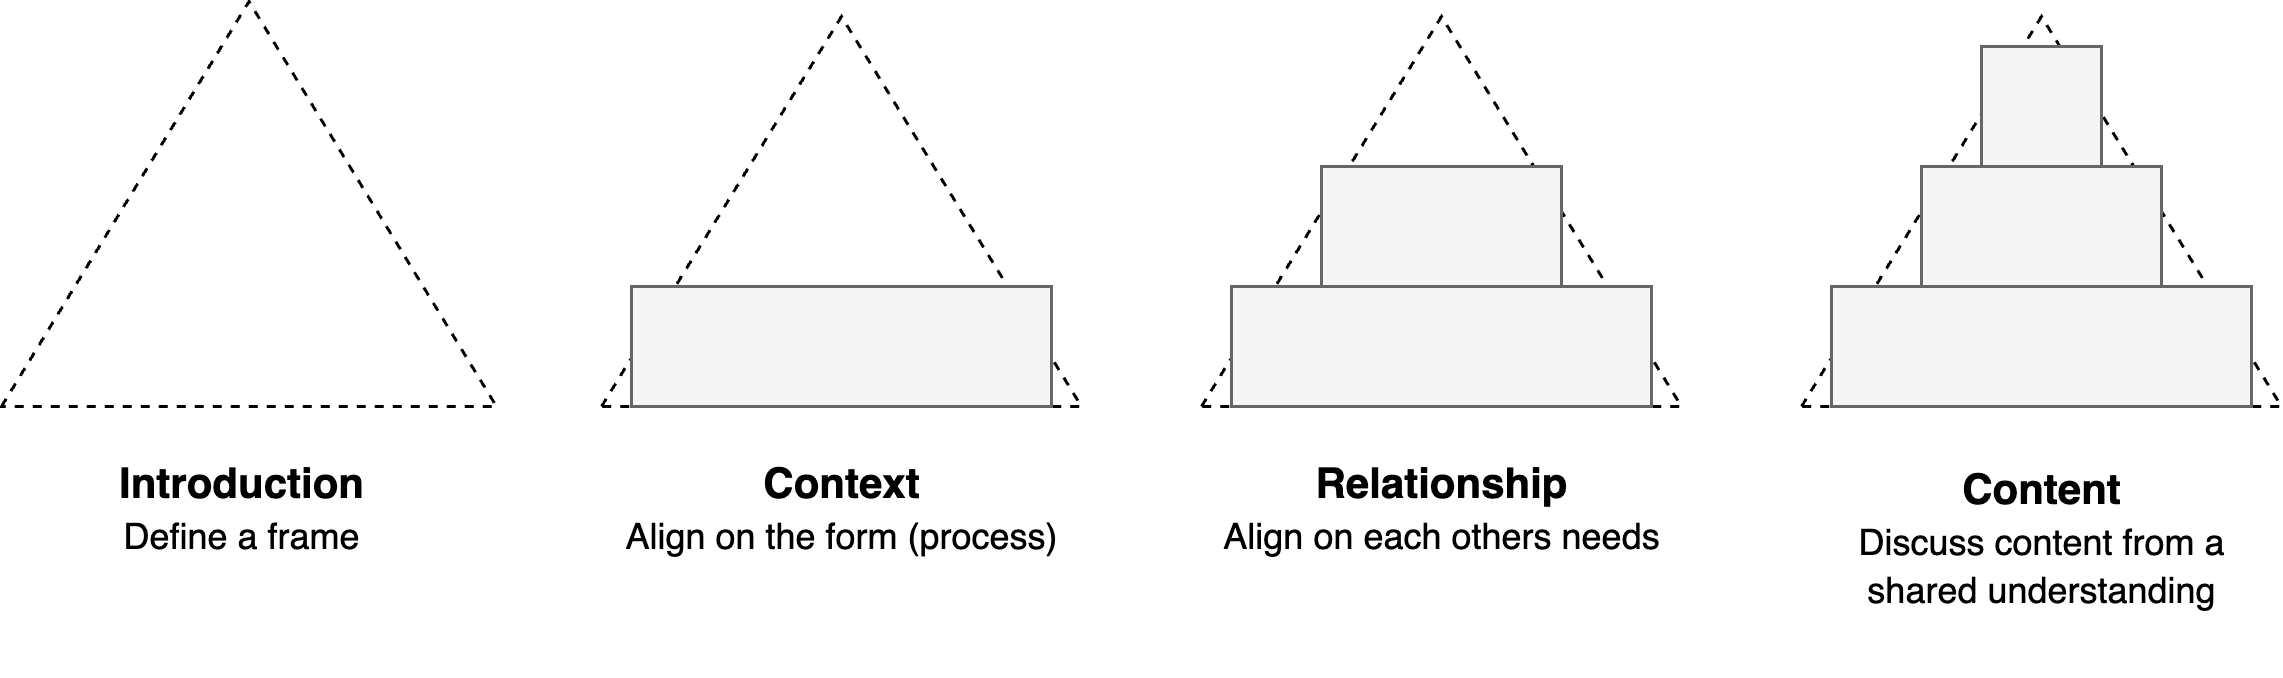 Introduction
Define a frame
Context
Align on the form (process)
Relationship
Align on each others needs
Content
Discuss content from a
shared understanding